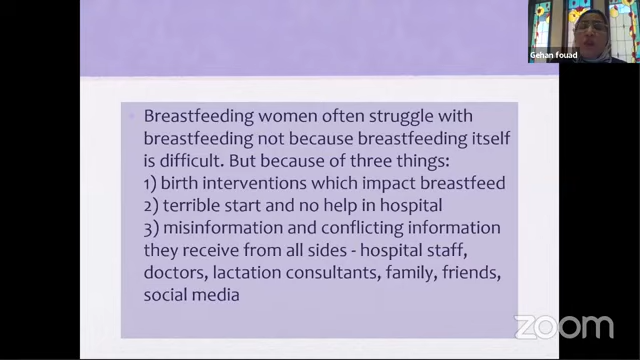 Gehan fouad
Breastfeeding women often struggle with
breastfeeding not because breastfeeding itself
is difficult. But because of three things:
1) birth interventions which impact breastfeed
2) terrible start and no help in hospital
3) misinformation and conflicting information
they receive from all sides - hospital staff,
doctors, lactation consultants, family, friends,
social media
zoom